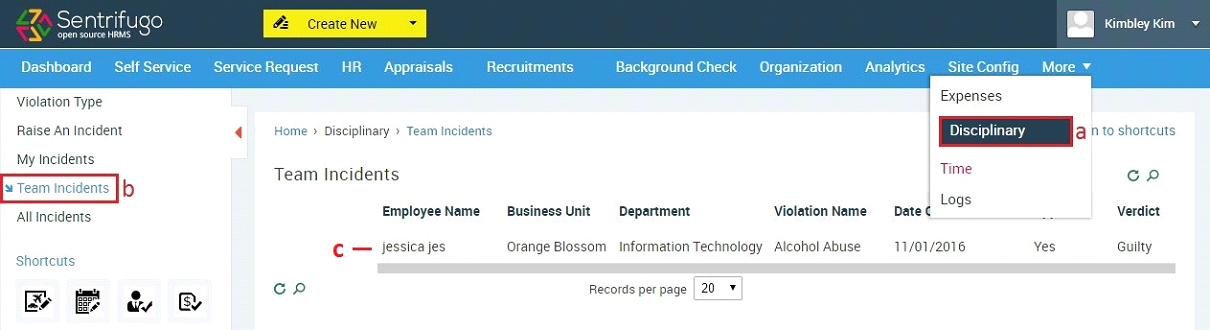 Sentrifugo
open source HRMS
Create New
Kimbley Kim
Dashboard Self Service Service Request HR Appraisals Recruitments Background Check Organization Analytics Site Config More
Violation Type
Raise An Incident
My Incidents
Team Incidents b
All Incidents
Shortcuts
Expenses
Disciplinary a
Time
Logs
Home › Disciplinary › Team Incidents
n to shortcuts
Team Incidents
Employee Name Business Unit Department Violation Name Date Verdict
c jessica jes Orange Blossom Information Technology Alcohol Abuse 11/01/2016 Yes Guilty
Records per page 20